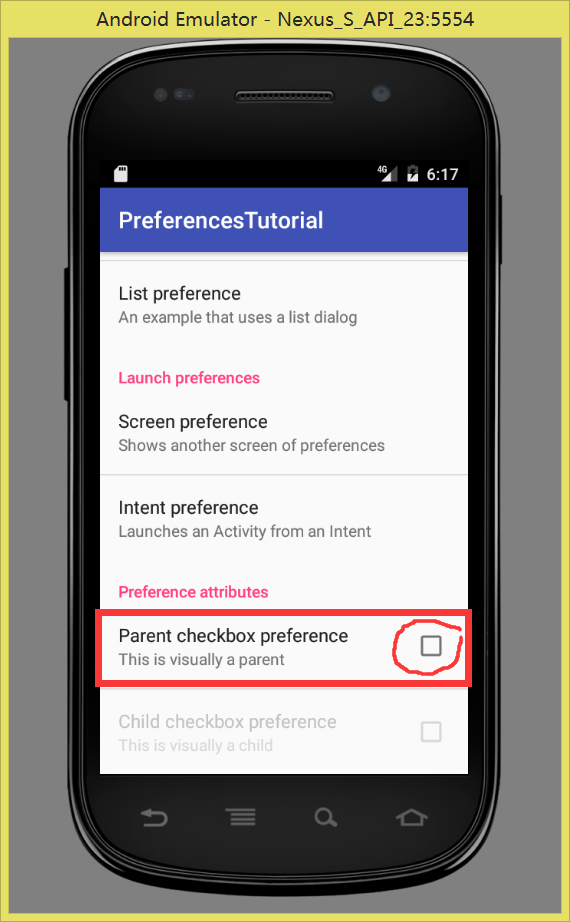 Android Emulator - Nexus_S_API_23:5554
4G 6:17
PreferencesTutorial
List preference
An example that uses a list dialog
Launch preferences
Screen preference
Shows another screen of preferences
Intent preference
Launches an Activity from an Intent
Preference attributes
Parent checkbox preference
This is visually a parent
Child checkbox preference
This is visually a child